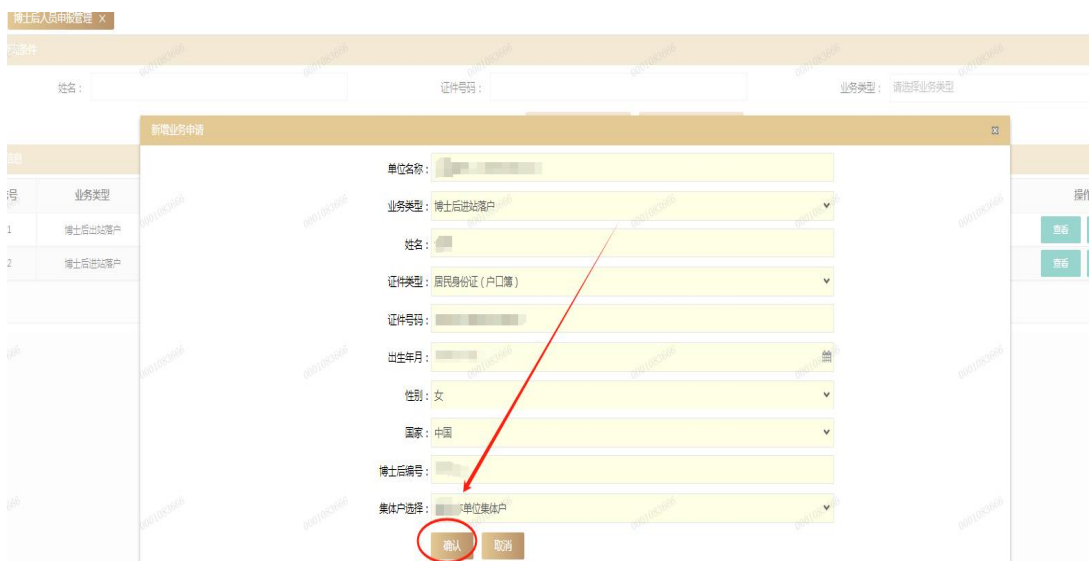 博士后人员申报管理 X
姓名：
证件号码：
业务类型： 请选择业务类型
新增业务申请
单位名称：
业务类型： 博士后进站落户
姓名：
证件类型： 居民身份证（户口簿）
证件号码：
出生年月：
性别： 女
国家： 中国
博士后编号：
集体户选择： 单位集体户
确认 取消
号 业务类型 操作
1 博士后出站落户 查看
2 博士后进站落户 查看
0001083666